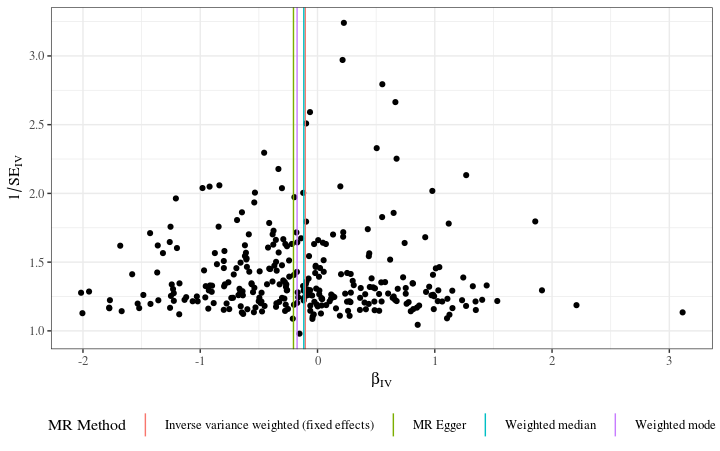 3.0
2.5
2.0
1.5
1.0
1/SE_IV
-2 -1 0 1 2 3
β_IV
MR Method Inverse variance weighted (fixed effects) MR Egger Weighted median Weighted mode